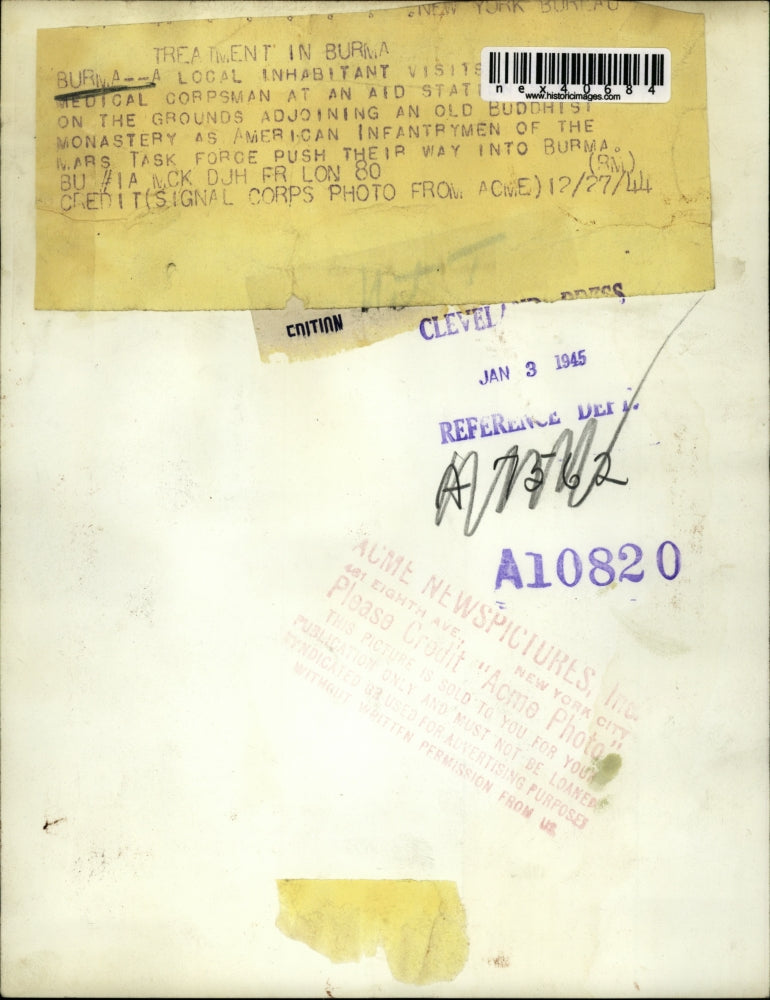 NEW YORK BUREAU
TREATMENT IN BURMA
BURMA--A LOCAL INHABITANT VISITS
MEDICAL CORPSMAN AT AN AID STATI
ON THE GROUNDS ADJOINING AN OLD BUDDHIST
MONASTERY AS AMERICAN INFANTRYMEN OF THE
MARS TASK FORCE PUSH THEIR WAY INTO BURMA.
BU #1A MCK DJH FR LON 80 (RM)
CREDIT(SIGNAL CORPS PHOTO FROM ACME)12/27/44
nex40684
www.historicimages.com
EDITION
CLEVELAND PRESS
JAN 3 1945
REFERENCE DEPT.
A 7562
A10820
ACME NEWSPICTURES, Inc.
461 EIGHTH AVE., NEW YORK CITY
Please Credit "Acme Photo"
THIS PICTURE IS SOLD TO YOU FOR YOUR
PUBLICATION ONLY AND MUST NOT BE LOANED
SYNDICATED OR USED FOR ADVERTISING PURPOSES
WITHOUT WRITTEN PERMISSION FROM US